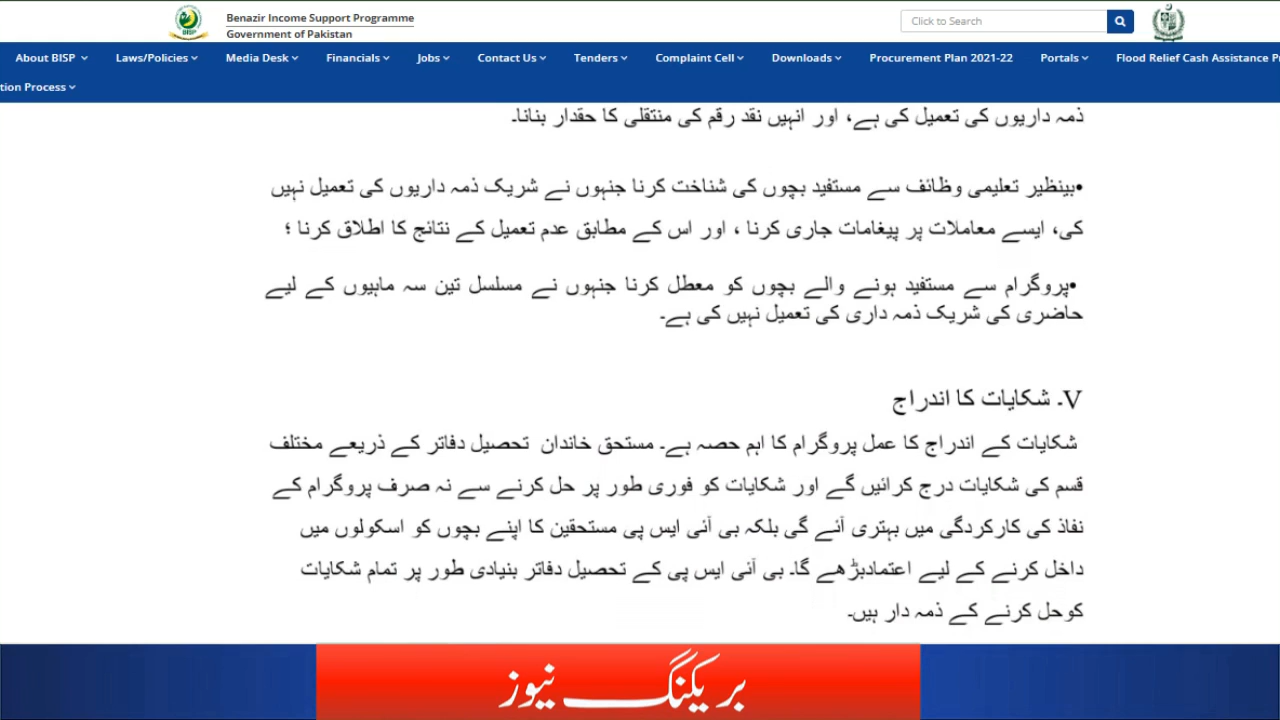 Benazir Income Support Programme
Government of Pakistan
Click to Search
About BISP Laws/Policies Media Desk Financials Jobs Contact Us Tenders Complaint Cell Downloads Procurement Plan 2021-22 Portals Flood Relief Cash Assistance P
tion Process
ذمہ داریوں کی تعمیل کی ہے، اور انہیں نقد رقم کی منتقلی کا حقدار بنانا۔
•بینظیر تعلیمی وظائف سے مستفید بچوں کی شناخت کرنا جنہوں نے شریک ذمہ داریوں کی تعمیل نہیں
کی، ایسے معاملات پر پیغامات جاری کرنا ، اور اس کے مطابق عدم تعمیل کے نتائج کا اطلاق کرنا ؛
•پروگرام سے مستفید ہونے والے بچوں کو معطل کرنا جنہوں نے مسلسل تین سہ ماہیوں کے لیے
حاضری کی شریک ذمہ داری کی تعمیل نہیں کی ہے۔
V۔ شکایات کا اندراج
شکایات کے اندراج کا عمل پروگرام کا اہم حصہ ہے۔ مستحق خاندان تحصیل دفاتر کے ذریعے مختلف
قسم کی شکایات درج کرائیں گے اور شکایات کو فوری طور پر حل کرنے سے نہ صرف پروگرام کے
نفاذ کی کارکردگی میں بہتری آئے گی بلکہ بی آئی ایس پی مستحقین کا اپنے بچوں کو اسکولوں میں
داخل کرنے کے لیے اعتمادبڑھے گا۔ بی آئی ایس پی کے تحصیل دفاتر بنیادی طور پر تمام شکایات
کوحل کرنے کے ذمہ دار ہیں۔
بریکنگ نیوز